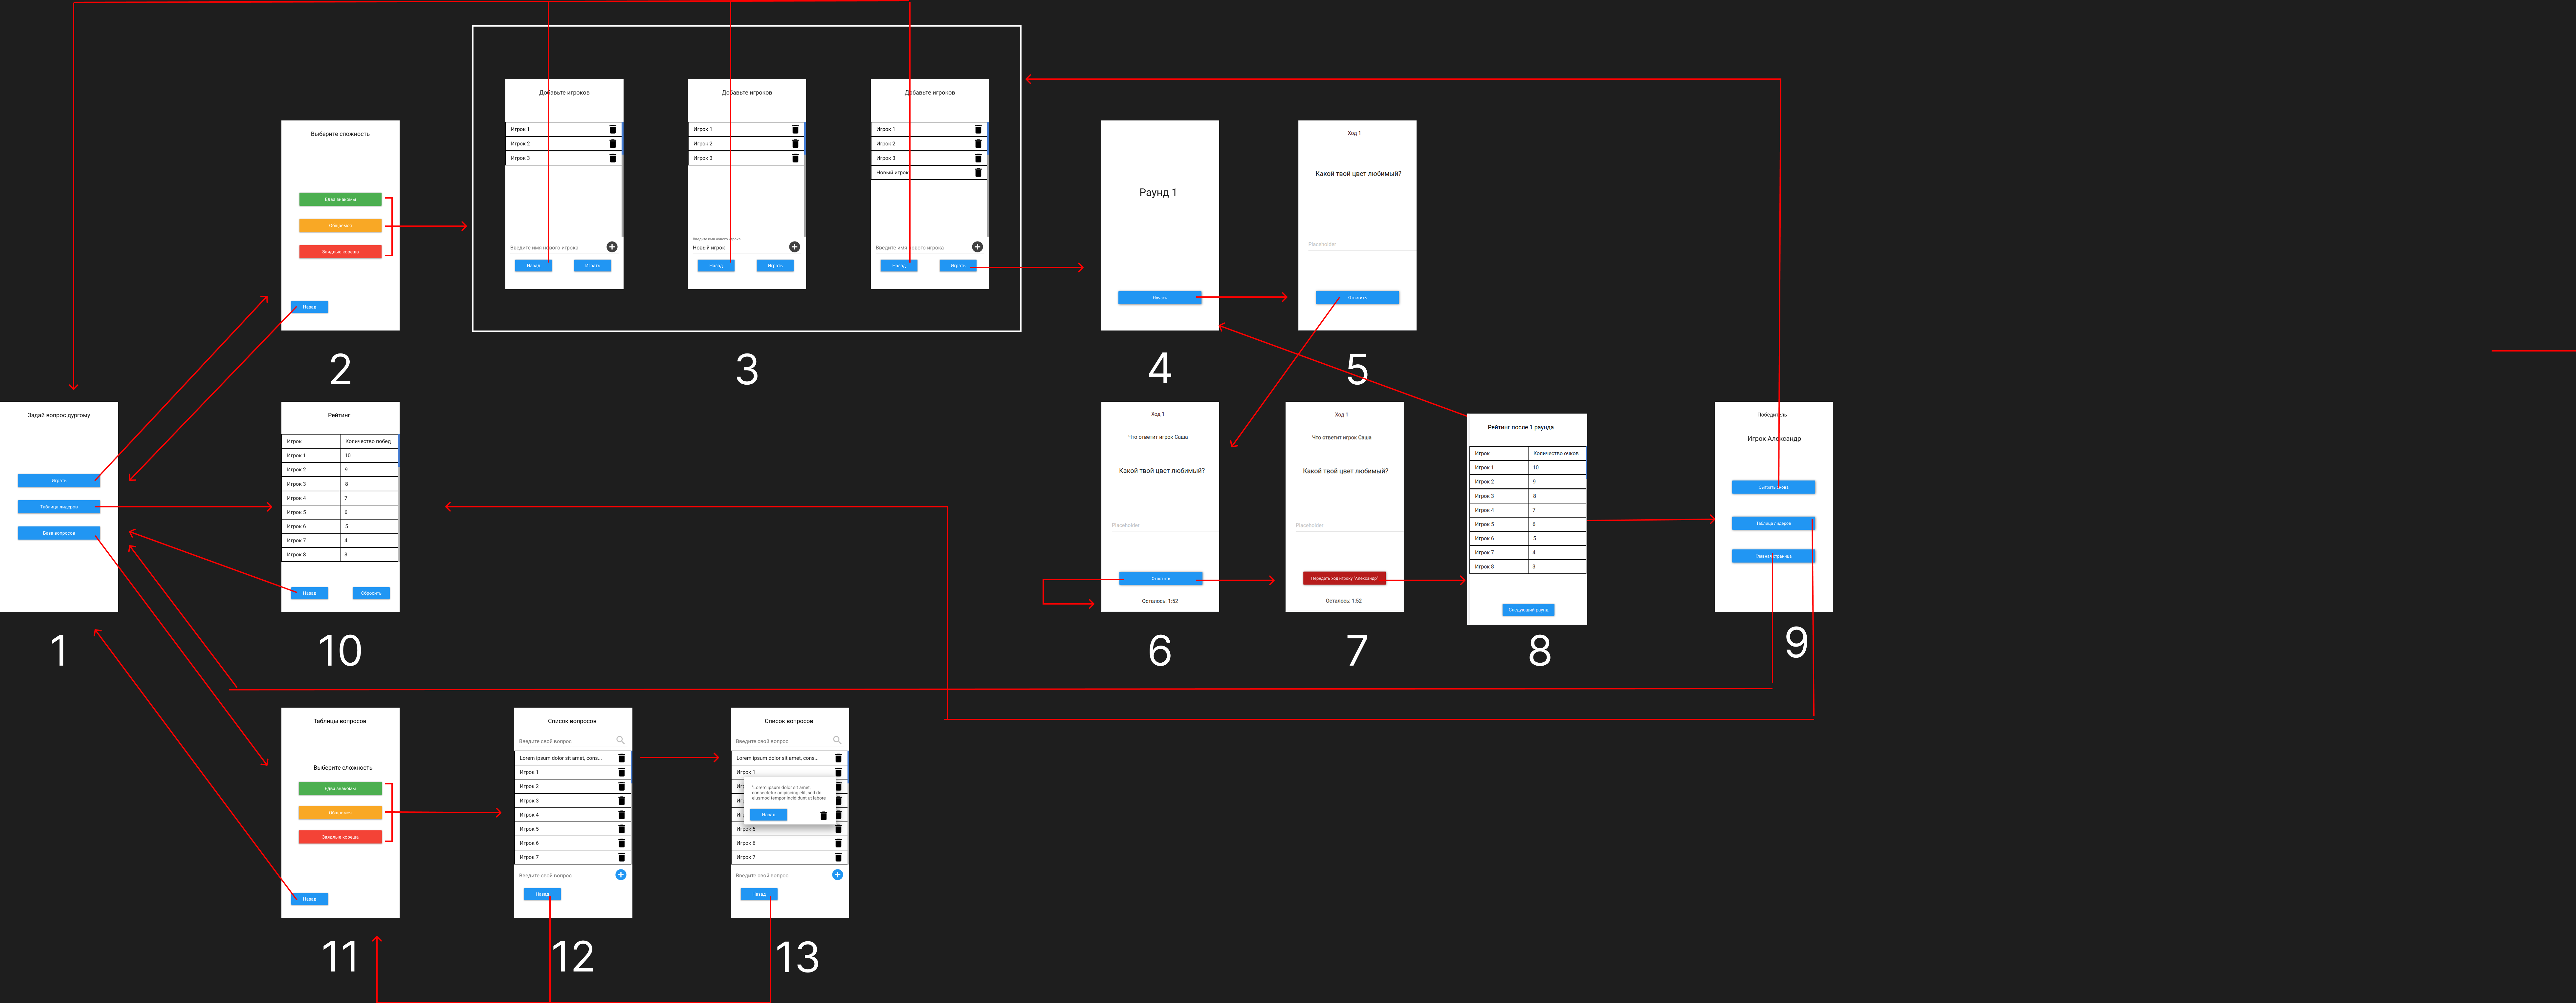 Выберите сложность
Едва знакомы
Общаемся
Заядлые кореша
Назад
2
Добавьте игроков
Игрок 1
Игрок 2
Игрок 3
Введите имя нового игрока
Назад
Играть
Добавьте игроков
Игрок 1
Игрок 2
Игрок 3
Введите имя нового игрока
Новый игрок
Назад
Играть
Добавьте игроков
Игрок 1
Игрок 2
Игрок 3
Новый игрок
Введите имя нового игрока
Назад
Играть
3
Раунд 1
Начать
4
Ход 1
Какой твой цвет любимый?
Placeholder
Ответить
5
Задай вопрос дургому
Играть
Таблица лидеров
База вопросов
1
Рейтинг
Игрок Количество побед
Игрок 1 10
Игрок 2 9
Игрок 3 8
Игрок 4 7
Игрок 5 6
Игрок 6 5
Игрок 7 4
Игрок 8 3
Назад
Сбросить
10
Ход 1
Что ответит игрок Саша
Какой твой цвет любимый?
Placeholder
Ответить
Осталось: 1:52
6
Ход 1
Что ответит игрок Саша
Какой твой цвет любимый?
Placeholder
Передать ход игроку "Александр"
Осталось: 1:52
7
Рейтинг после 1 раунда
Игрок Количество очков
Игрок 1 10
Игрок 2 9
Игрок 3 8
Игрок 4 7
Игрок 5 6
Игрок 6 5
Игрок 7 4
Игрок 8 3
Следующий раунд
8
Победитель
Игрок Александр
Сыграть снова
Таблица лидеров
Главная страница
9
Таблицы вопросов
Выберите сложность
Едва знакомы
Общаемся
Заядлые кореша
Назад
11
Список вопросов
Введите свой вопрос
Lorem ipsum dolor sit amet, cons...
Игрок 1
Игрок 2
Игрок 3
Игрок 4
Игрок 5
Игрок 6
Игрок 7
Введите свой вопрос
Назад
12
Список вопросов
Введите свой вопрос
Lorem ipsum dolor sit amet, cons...
Игрок 1
"Lorem ipsum dolor sit amet,
consectetur adipiscing elit, sed do
eiusmod tempor incididunt ut labore
Назад
Игрок 5
Игрок 6
Игрок 7
Введите свой вопрос
Назад
13